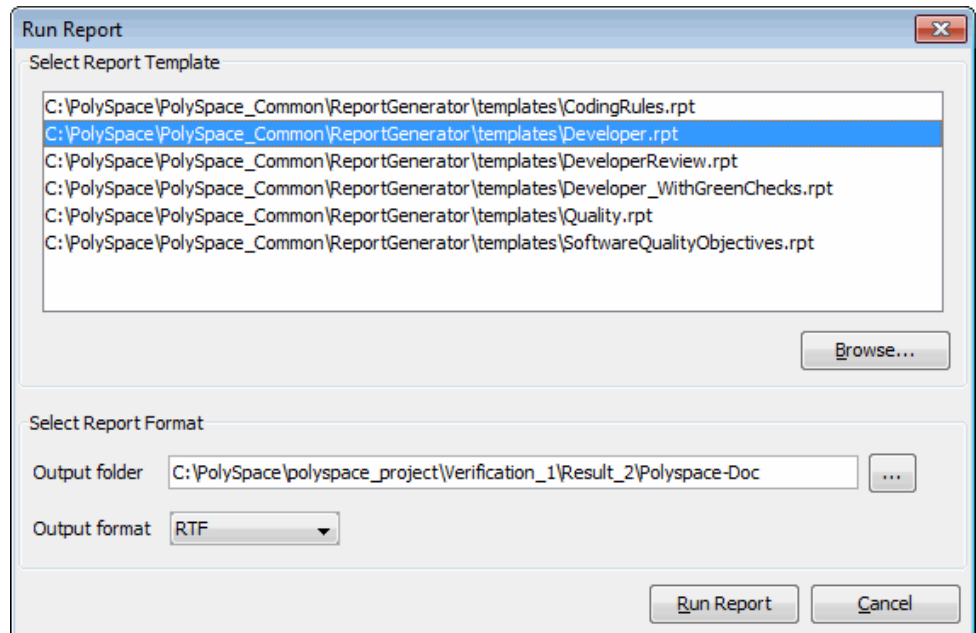 Run Report
Select Report Template
C:\PolySpace\PolySpace_Common\ReportGenerator\templates\CodingRules.rpt
C:\PolySpace\PolySpace_Common\ReportGenerator\templates\Developer.rpt
C:\PolySpace\PolySpace_Common\ReportGenerator\templates\DeveloperReview.rpt
C:\PolySpace\PolySpace_Common\ReportGenerator\templates\Developer_WithGreenChecks.rpt
C:\PolySpace\PolySpace_Common\ReportGenerator\templates\Quality.rpt
C:\PolySpace\PolySpace_Common\ReportGenerator\templates\SoftwareQualityObjectives.rpt
Browse...
Select Report Format
Output folder C:\PolySpace\polyspace_project\Verification_1\Result_2\Polyspace-Doc ...
Output format RTF
Run Report Cancel